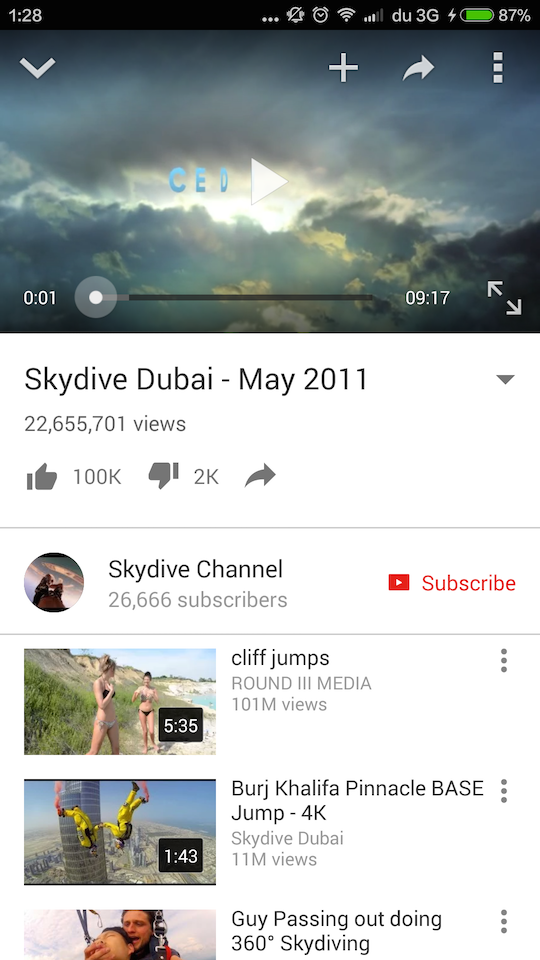 1:28
... du 3G 87%
CED
0:01
09:17
Skydive Dubai - May 2011
22,655,701 views
100K
2K
Skydive Channel
26,666 subscribers
Subscribe
cliff jumps
ROUND III MEDIA
101M views
5:35
Burj Khalifa Pinnacle BASE
Jump - 4K
Skydive Dubai
11M views
1:43
Guy Passing out doing
360° Skydiving